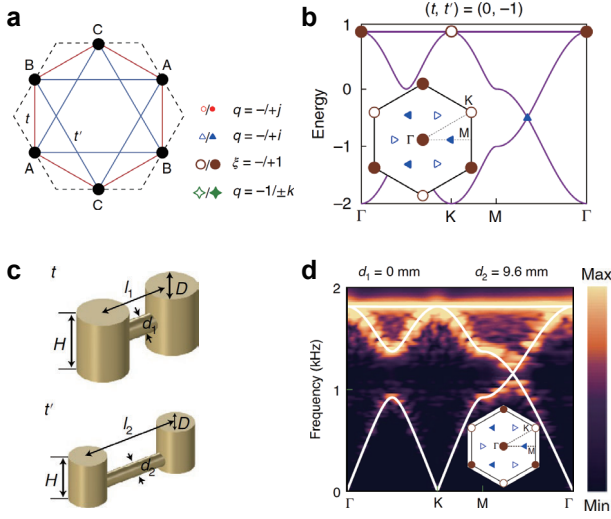 a
C
B
A
t
t′
A
B
C
○/● q = −/+j
△/▲ q = −/+i
○/● ξ = −/+1
✧/✦ q = −1/±k
b
(t, t′) = (0, −1)
Energy
1
0
−1
−2
K
Γ
M
Γ
K
M
Γ
c
t
l1
D
H
d1
t′
l2
D
H
d2
d
d1 = 0 mm
d2 = 9.6 mm
Frequency (kHz)
2
1
0
K
Γ
M
Γ
K
M
Γ
Max
Min